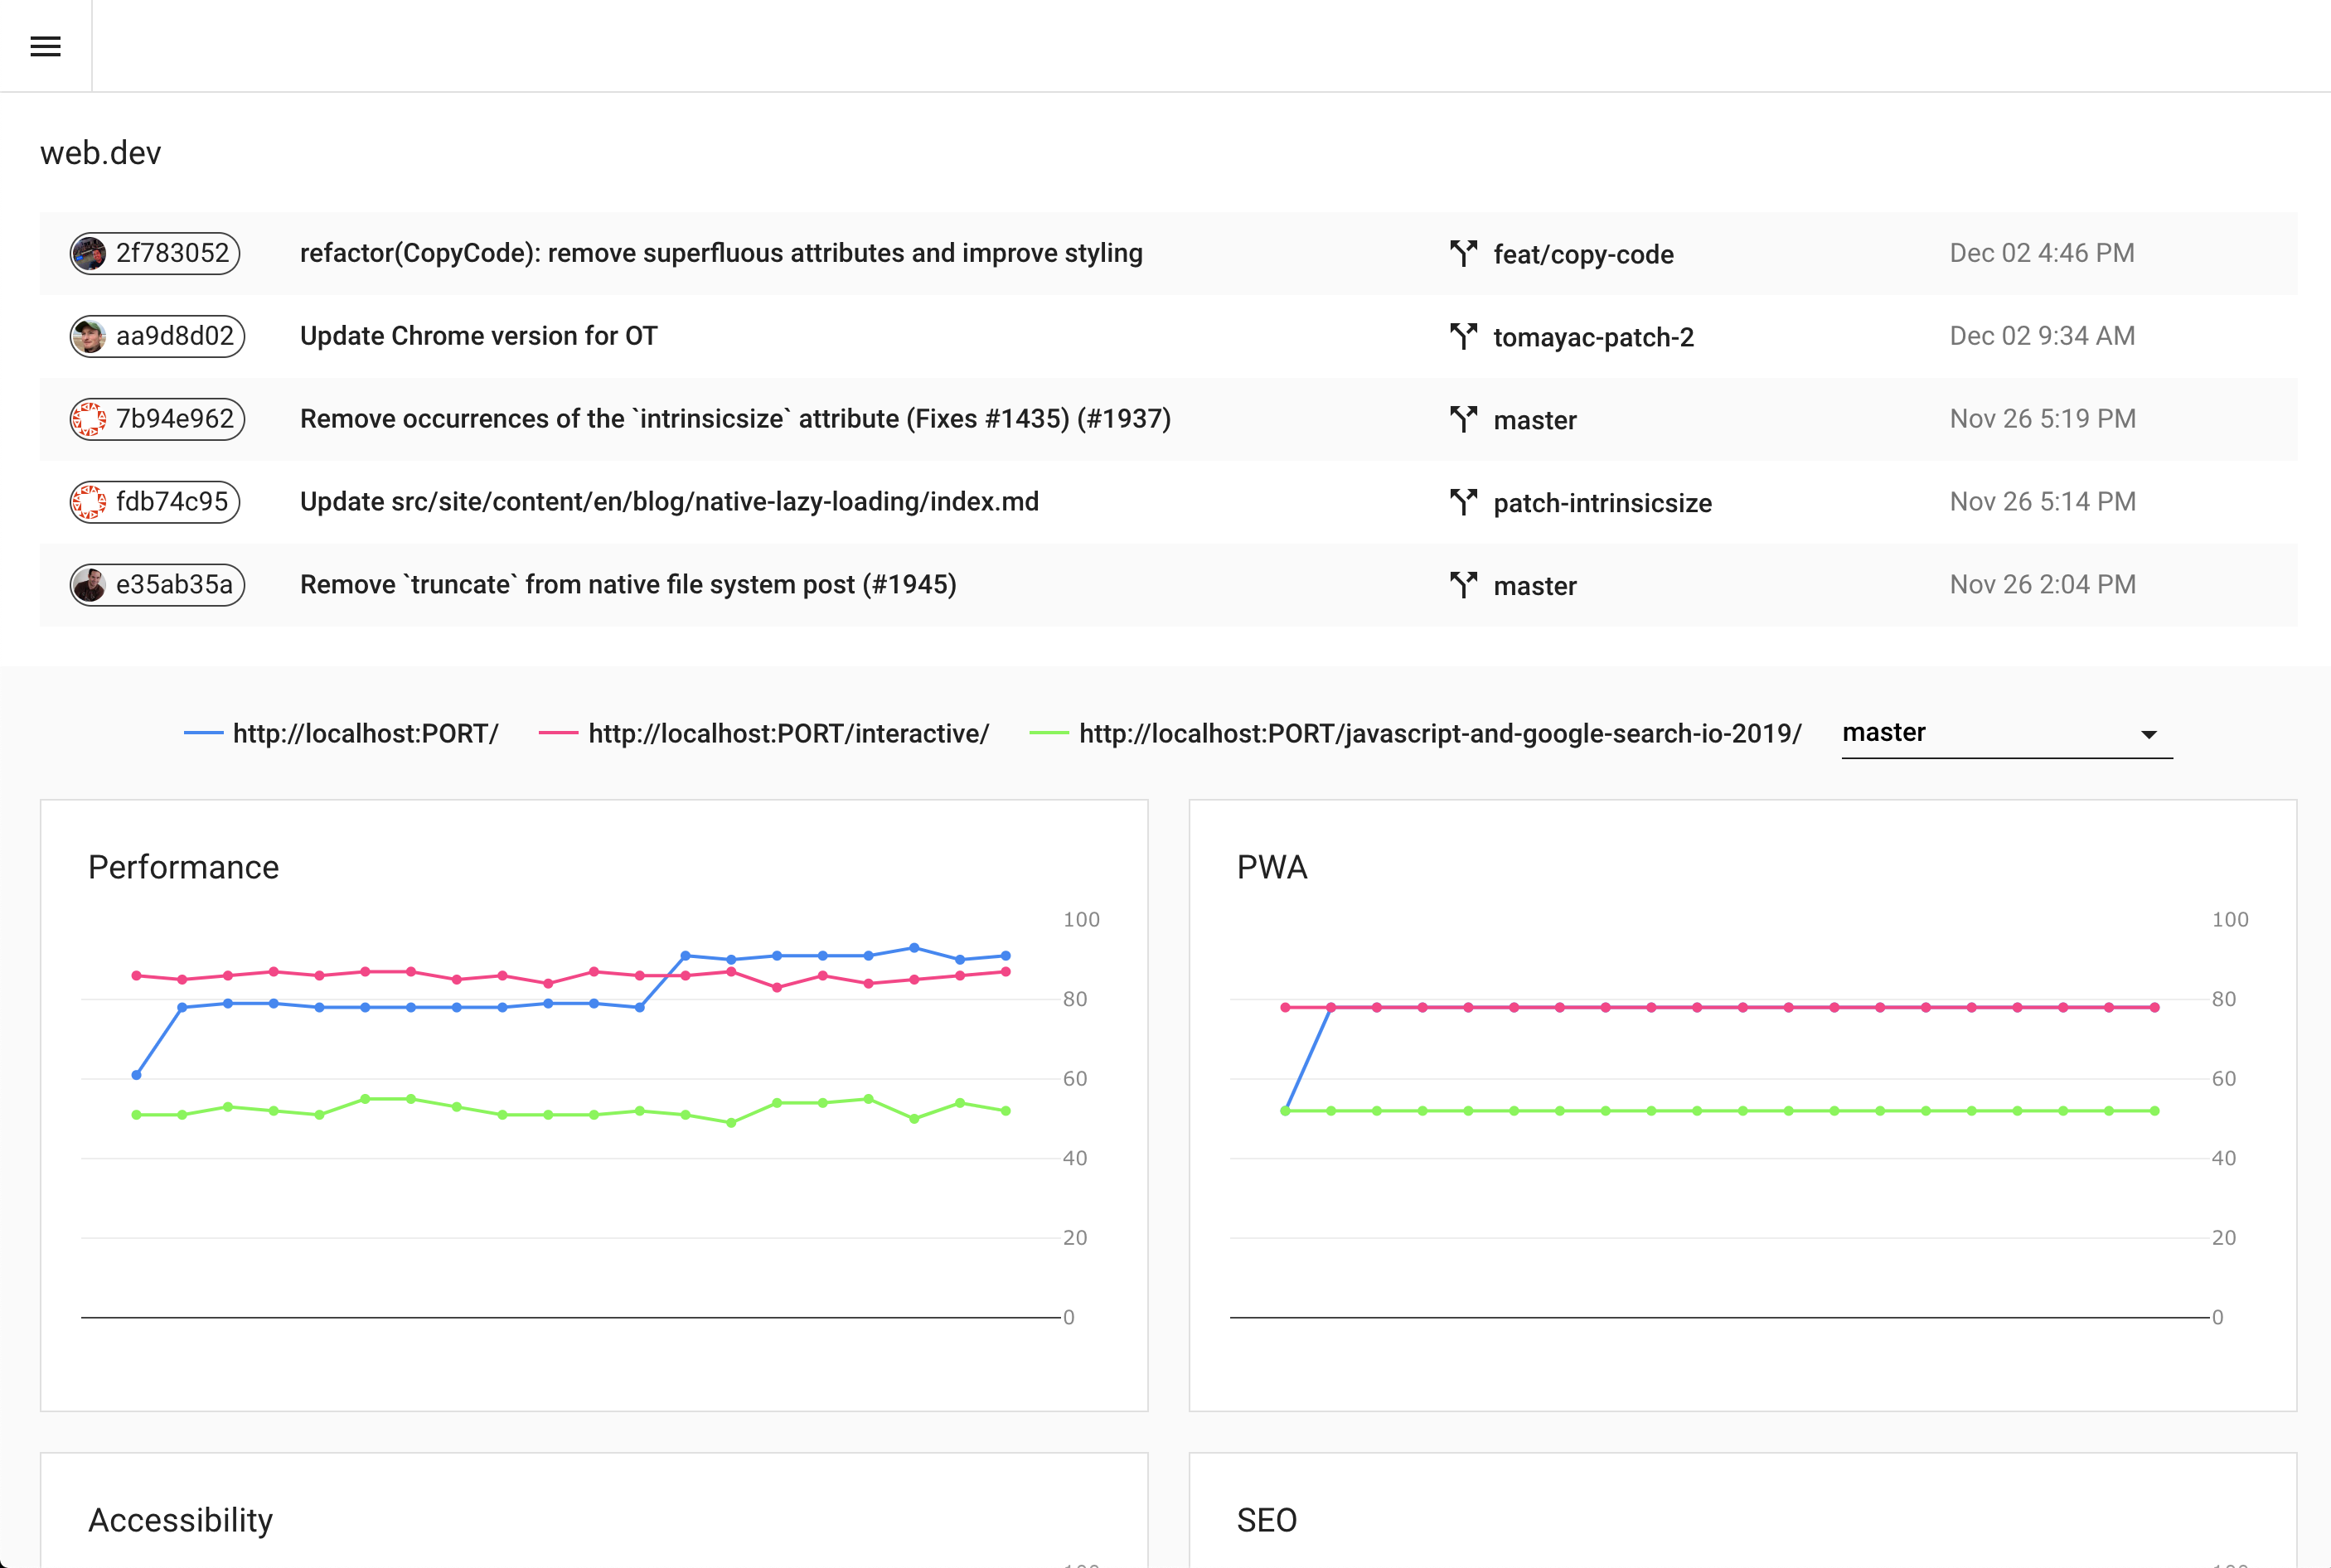 web.dev
2f783052 refactor(CopyCode): remove superfluous attributes and improve styling feat/copy-code Dec 02 4:46 PM
aa9d8d02 Update Chrome version for OT tomayac-patch-2 Dec 02 9:34 AM
7b94e962 Remove occurrences of the `intrinsicsize` attribute (Fixes #1435) (#1937) master Nov 26 5:19 PM
fdb74c95 Update src/site/content/en/blog/native-lazy-loading/index.md patch-intrinsicsize Nov 26 5:14 PM
e35ab35a Remove `truncate` from native file system post (#1945) master Nov 26 2:04 PM
http://localhost:PORT/ http://localhost:PORT/interactive/ http://localhost:PORT/javascript-and-google-search-io-2019/ master
Performance
100
80
60
40
20
0
PWA
100
80
60
40
20
0
Accessibility
SEO